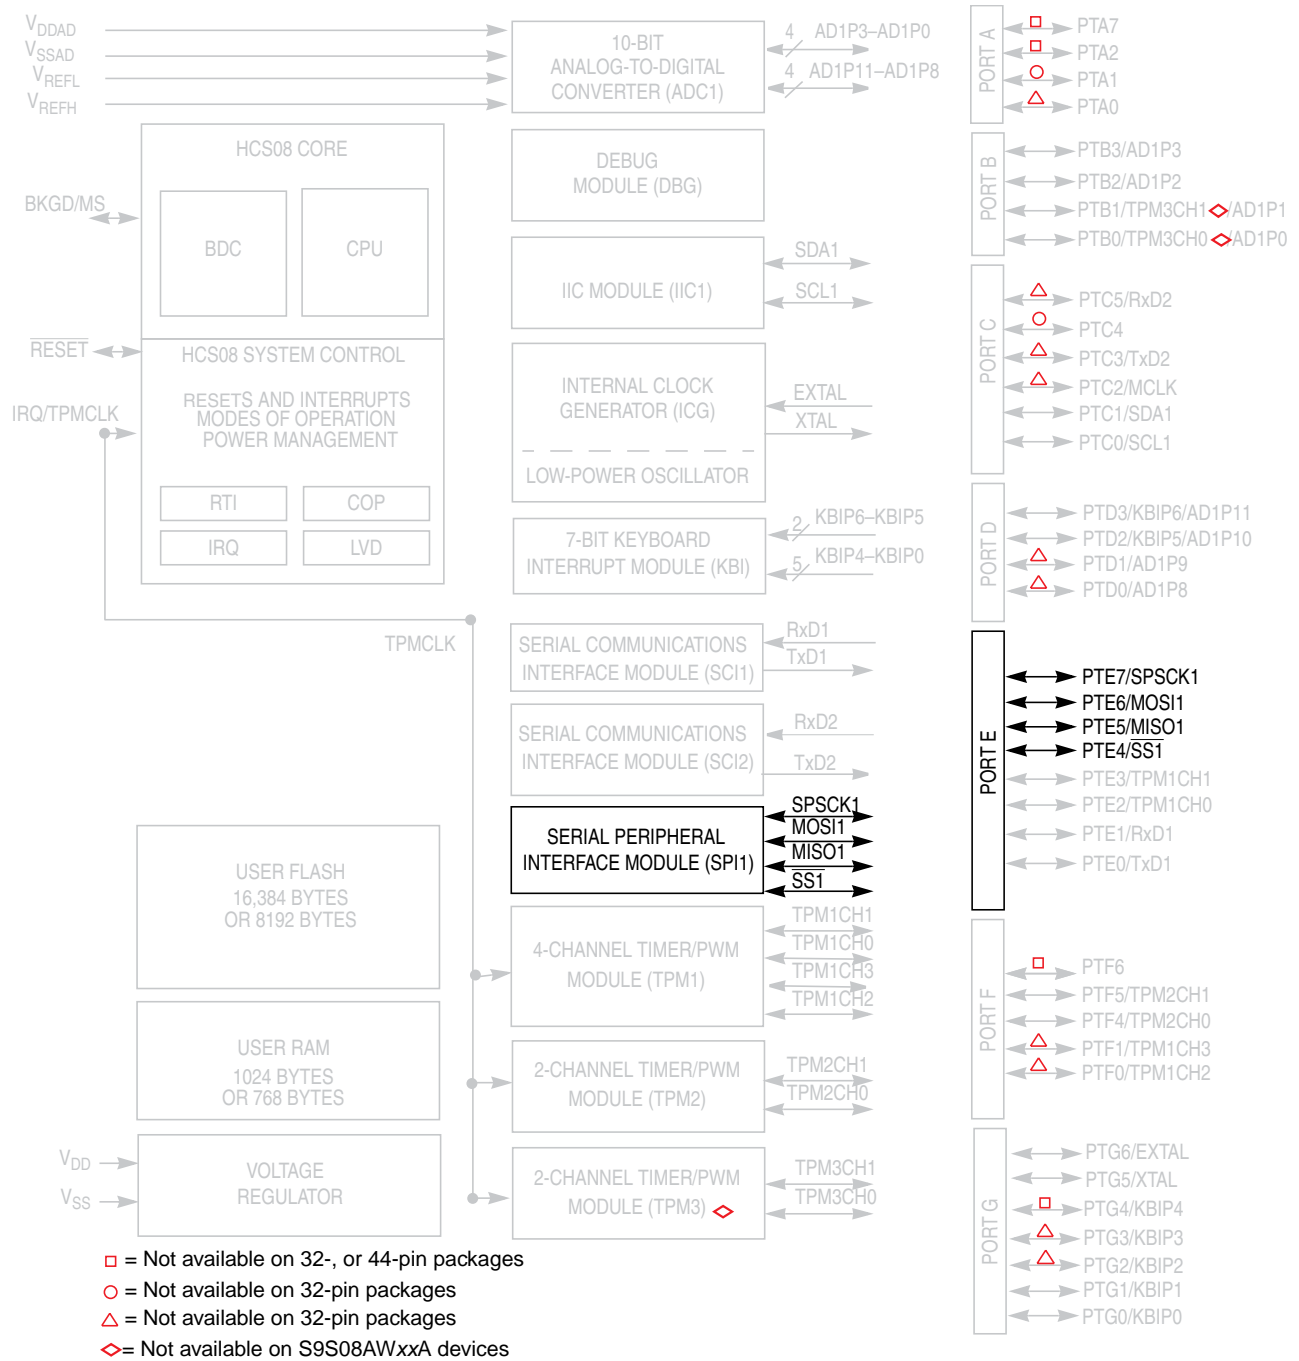 VDDAD
VSSAD
VREFL
VREFH
10-BIT
ANALOG-TO-DIGITAL
CONVERTER (ADC1)
4 AD1P3–AD1P0
4 AD1P11–AD1P8
HCS08 CORE
BDC
CPU
BKGD/MS
DEBUG
MODULE (DBG)
IIC MODULE (IIC1)
SDA1
SCL1
RESET
IRQ/TPMCLK
HCS08 SYSTEM CONTROL
RESETS AND INTERRUPTS
MODES OF OPERATION
POWER MANAGEMENT
RTI
COP
IRQ
LVD
INTERNAL CLOCK
GENERATOR (ICG)
LOW-POWER OSCILLATOR
EXTAL
XTAL
7-BIT KEYBOARD
INTERRUPT MODULE (KBI)
2 KBIP6–KBIP5
5 KBIP4–KBIP0
TPMCLK
SERIAL COMMUNICATIONS
INTERFACE MODULE (SCI1)
RxD1
TxD1
SERIAL COMMUNICATIONS
INTERFACE MODULE (SCI2)
RxD2
TxD2
SERIAL PERIPHERAL
INTERFACE MODULE (SPI1)
SPSCK1
MOSI1
MISO1
SS1
USER FLASH
16,384 BYTES
OR 8192 BYTES
4-CHANNEL TIMER/PWM
MODULE (TPM1)
TPM1CH1
TPM1CH0
TPM1CH3
TPM1CH2
USER RAM
1024 BYTES
OR 768 BYTES
2-CHANNEL TIMER/PWM
MODULE (TPM2)
TPM2CH1
TPM2CH0
VDD
VSS
VOLTAGE
REGULATOR
2-CHANNEL TIMER/PWM
MODULE (TPM3)
TPM3CH1
TPM3CH0
PORT A
PTA7
PTA2
PTA1
PTA0
PORT B
PTB3/AD1P3
PTB2/AD1P2
PTB1/TPM3CH1 /AD1P1
PTB0/TPM3CH0 /AD1P0
PORT C
PTC5/RxD2
PTC4
PTC3/TxD2
PTC2/MCLK
PTC1/SDA1
PTC0/SCL1
PORT D
PTD3/KBIP6/AD1P11
PTD2/KBIP5/AD1P10
PTD1/AD1P9
PTD0/AD1P8
PORT E
PTE7/SPSCK1
PTE6/MOSI1
PTE5/MISO1
PTE4/SS1
PTE3/TPM1CH1
PTE2/TPM1CH0
PTE1/RxD1
PTE0/TxD1
PORT F
PTF6
PTF5/TPM2CH1
PTF4/TPM2CH0
PTF1/TPM1CH3
PTF0/TPM1CH2
PORT G
PTG6/EXTAL
PTG5/XTAL
PTG4/KBIP4
PTG3/KBIP3
PTG2/KBIP2
PTG1/KBIP1
PTG0/KBIP0
= Not available on 32-, or 44-pin packages
= Not available on 32-pin packages
= Not available on 32-pin packages
= Not available on S9S08AWxxA devices